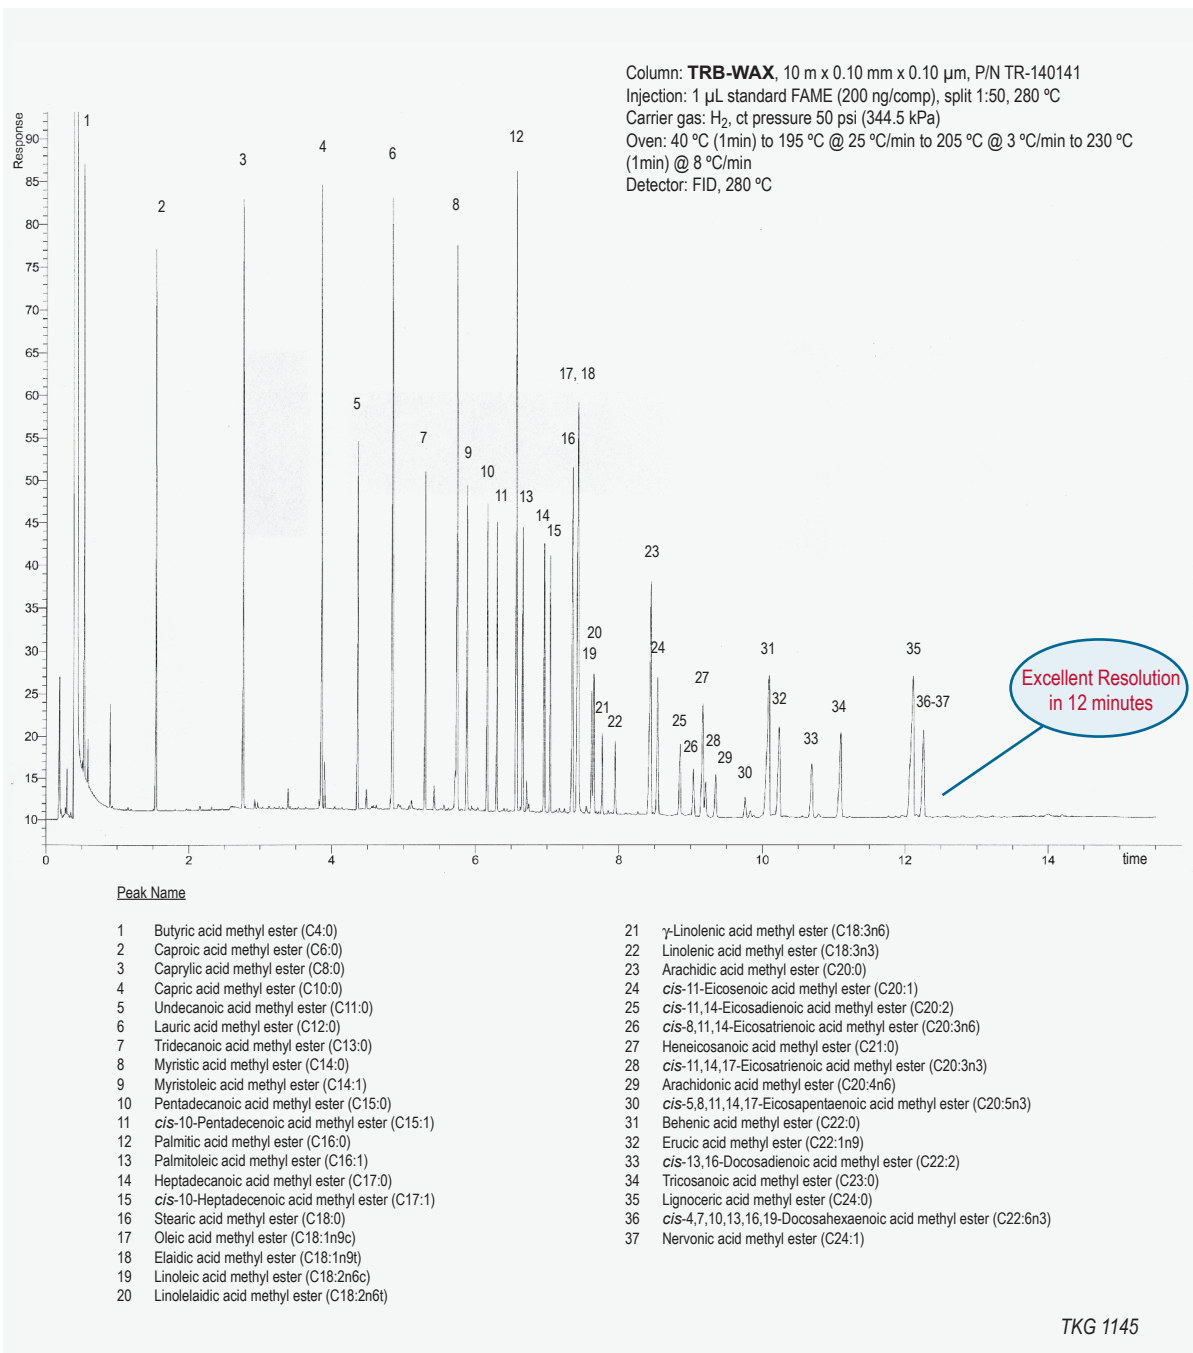 Column: TRB-WAX, 10 m x 0.10 mm x 0.10 µm, P/N TR-140141
Injection: 1 µL standard FAME (200 ng/comp), split 1:50, 280 ºC
Carrier gas: H2, ct pressure 50 psi (344.5 kPa)
Oven: 40 ºC (1min) to 195 ºC @ 25 ºC/min to 205 ºC @ 3 ºC/min to 230 ºC
(1min) @ 8 ºC/min
Detector: FID, 280 ºC
Response
90
85
80
75
70
65
60
55
50
45
40
35
30
25
20
15
10
1
2
3
4
5
6
7
8
9
10
11
12
13
14
15
16
17, 18
19
20
21
22
23
24
25
26
27
28
29
30
31
32
33
34
35
36-37
Excellent Resolution
in 12 minutes
0 2 4 6 8 10 12 14 time
Peak Name
1 Butyric acid methyl ester (C4:0)
2 Caproic acid methyl ester (C6:0)
3 Caprylic acid methyl ester (C8:0)
4 Capric acid methyl ester (C10:0)
5 Undecanoic acid methyl ester (C11:0)
6 Lauric acid methyl ester (C12:0)
7 Tridecanoic acid methyl ester (C13:0)
8 Myristic acid methyl ester (C14:0)
9 Myristoleic acid methyl ester (C14:1)
10 Pentadecanoic acid methyl ester (C15:0)
11 cis-10-Pentadecenoic acid methyl ester (C15:1)
12 Palmitic acid methyl ester (C16:0)
13 Palmitoleic acid methyl ester (C16:1)
14 Heptadecanoic acid methyl ester (C17:0)
15 cis-10-Heptadecenoic acid methyl ester (C17:1)
16 Stearic acid methyl ester (C18:0)
17 Oleic acid methyl ester (C18:1n9c)
18 Elaidic acid methyl ester (C18:1n9t)
19 Linoleic acid methyl ester (C18:2n6c)
20 Linolelaidic acid methyl ester (C18:2n6t)
21 γ-Linolenic acid methyl ester (C18:3n6)
22 Linolenic acid methyl ester (C18:3n3)
23 Arachidic acid methyl ester (C20:0)
24 cis-11-Eicosenoic acid methyl ester (C20:1)
25 cis-11,14-Eicosadienoic acid methyl ester (C20:2)
26 cis-8,11,14-Eicosatrienoic acid methyl ester (C20:3n6)
27 Heneicosanoic acid methyl ester (C21:0)
28 cis-11,14,17-Eicosatrienoic acid methyl ester (C20:3n3)
29 Arachidonic acid methyl ester (C20:4n6)
30 cis-5,8,11,14,17-Eicosapentaenoic acid methyl ester (C20:5n3)
31 Behenic acid methyl ester (C22:0)
32 Erucic acid methyl ester (C22:1n9)
33 cis-13,16-Docosadienoic acid methyl ester (C22:2)
34 Tricosanoic acid methyl ester (C23:0)
35 Lignoceric acid methyl ester (C24:0)
36 cis-4,7,10,13,16,19-Docosahexaenoic acid methyl ester (C22:6n3)
37 Nervonic acid methyl ester (C24:1)
TKG 1145